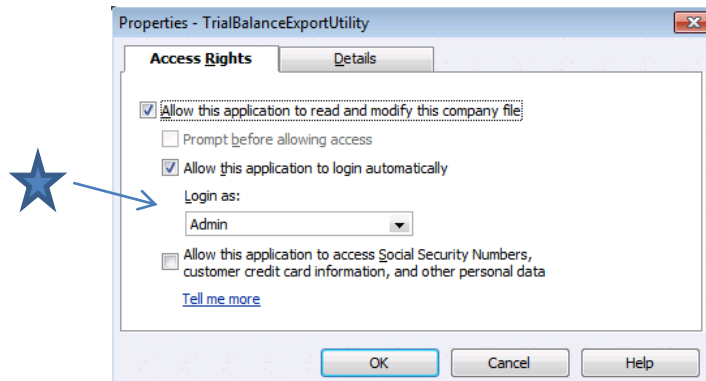 Properties - TrialBalanceExportUtility
Access Rights
Details
Allow this application to read and modify this company file
Prompt before allowing access
Allow this application to login automatically
Login as:
Admin
Allow this application to access Social Security Numbers,
customer credit card information, and other personal data
Tell me more
OK
Cancel
Help